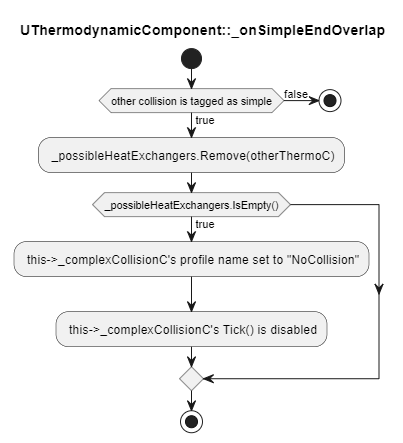 UThermodynamicComponent::_onSimpleEndOverlap
other collision is tagged as simple
false
true
_possibleHeatExchangers.Remove(otherThermoC)
_possibleHeatExchangers.IsEmpty()
true
this->_complexCollisionC's profile name set to "NoCollision"
this->_complexCollisionC's Tick() is disabled